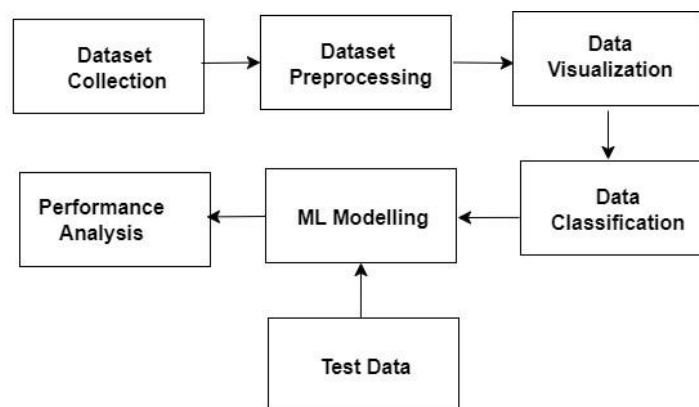 Dataset
Collection
Dataset
Preprocessing
Data
Visualization
Performance
Analysis
ML Modelling
Data
Classification
Test Data